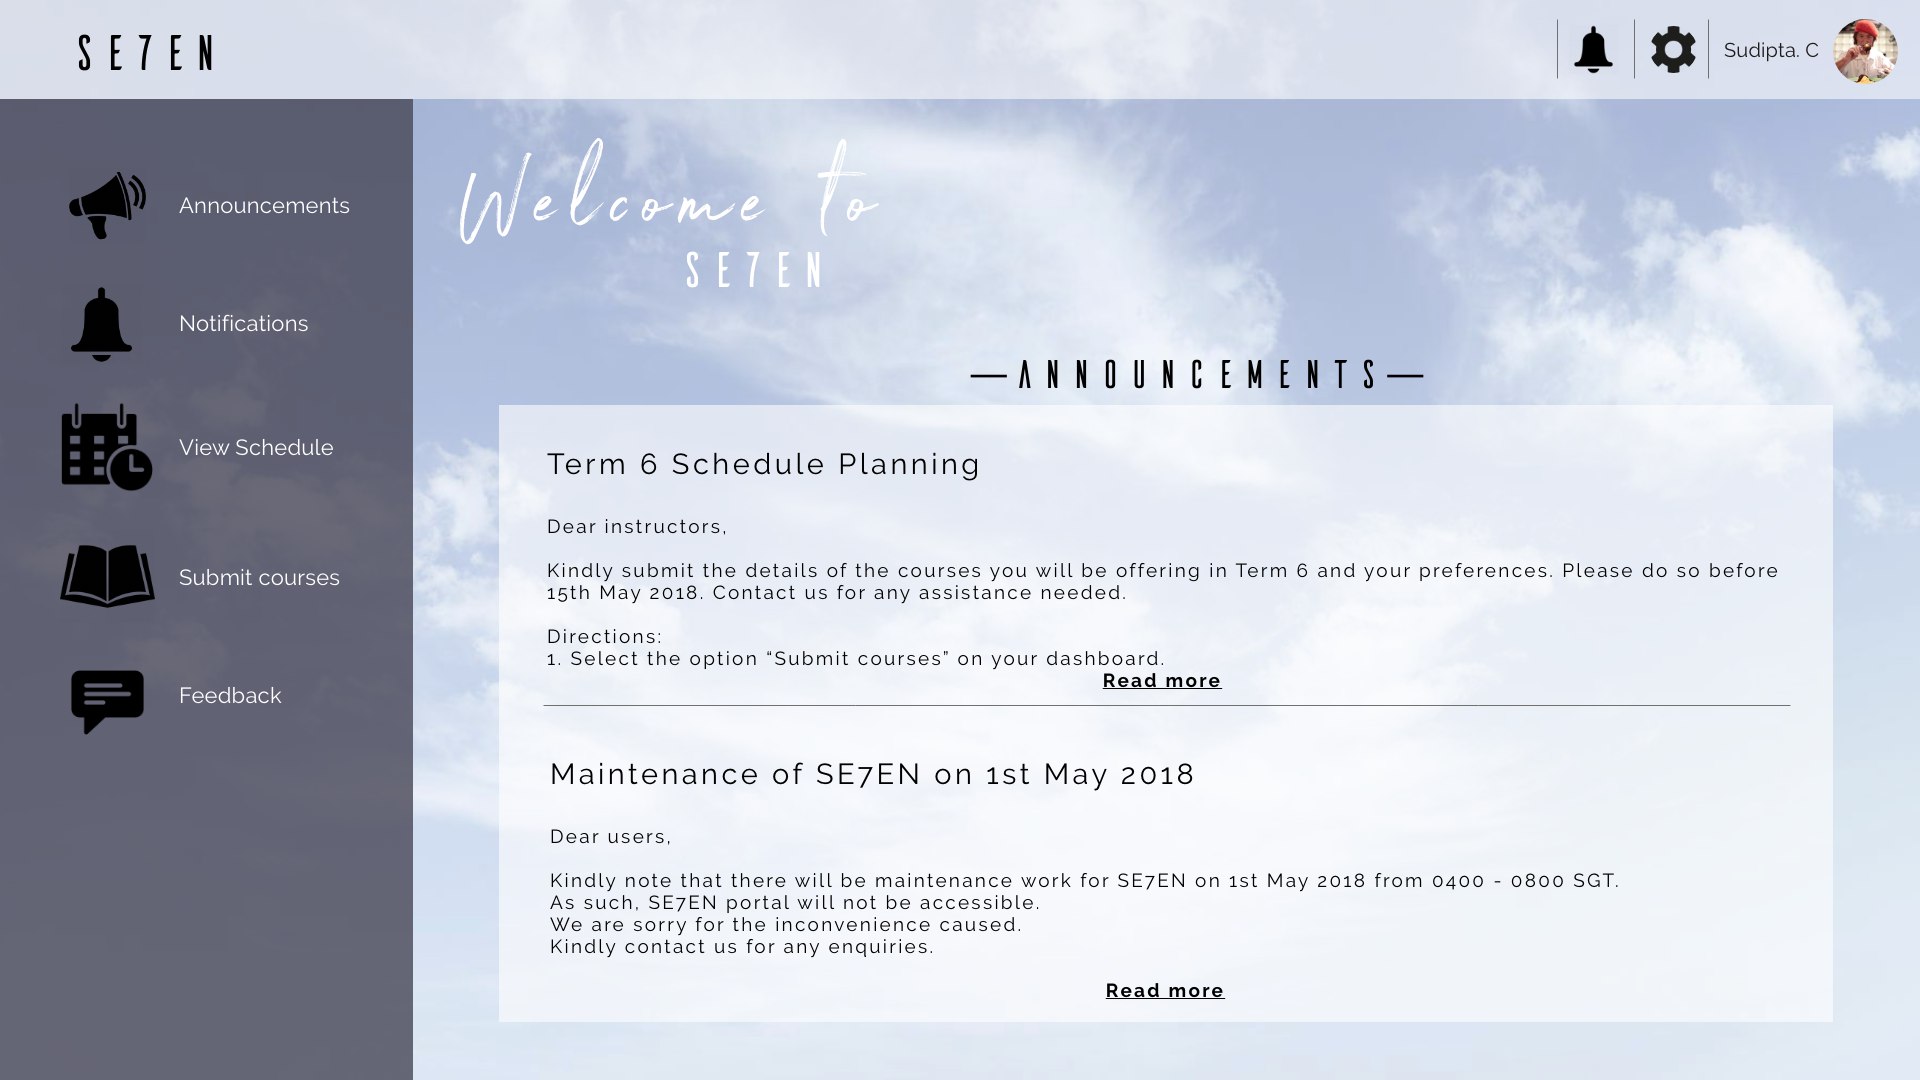 SE7EN
Sudipta. C
Announcements
Notifications
View Schedule
Submit courses
Feedback
Welcome to
SE7EN
—ANNOUNCEMENTS—
Term 6 Schedule Planning
Dear instructors,
Kindly submit the details of the courses you will be offering in Term 6 and your preferences. Please do so before
15th May 2018. Contact us for any assistance needed.
Directions:
1. Select the option “Submit courses” on your dashboard.
Read more
Maintenance of SE7EN on 1st May 2018
Dear users,
Kindly note that there will be maintenance work for SE7EN on 1st May 2018 from 0400 - 0800 SGT.
As such, SE7EN portal will not be accessible.
We are sorry for the inconvenience caused.
Kindly contact us for any enquiries.
Read more